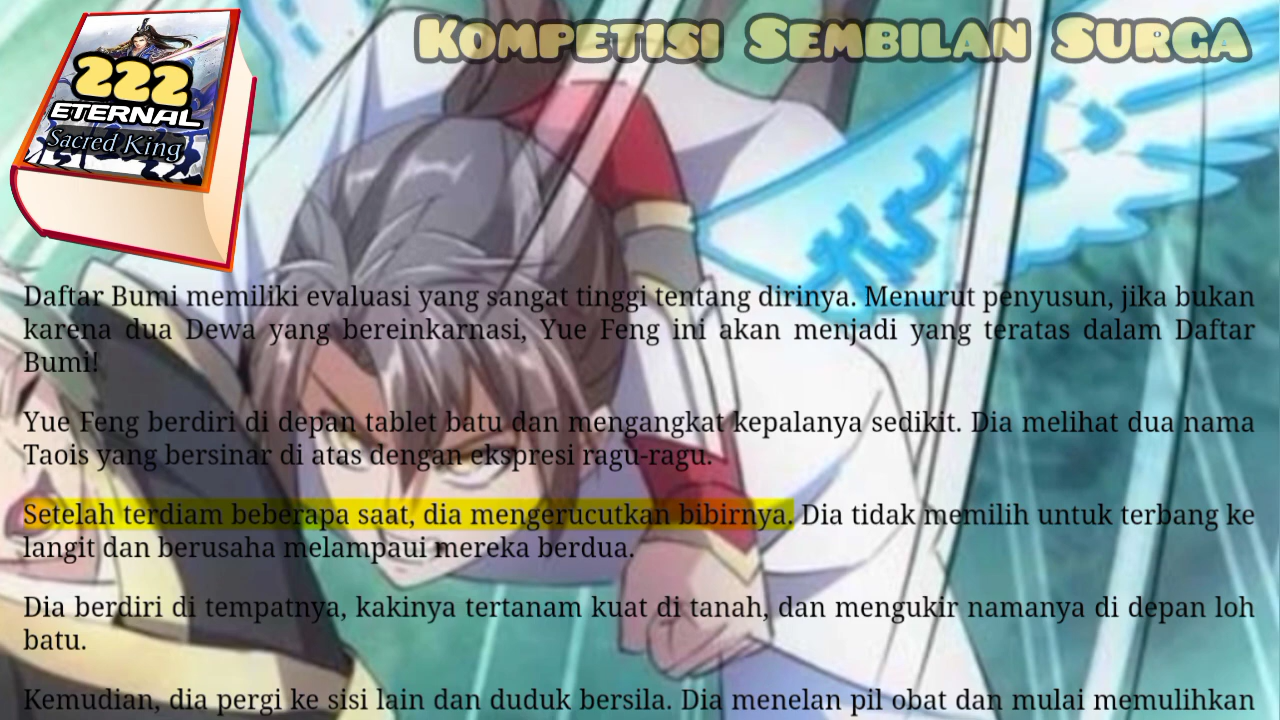 Kompetisi Sembilan Surga
222
ETERNAL
Sacred King
Daftar Bumi memiliki evaluasi yang sangat tinggi tentang dirinya. Menurut penyusun, jika bukan
karena dua Dewa yang bereinkarnasi, Yue Feng ini akan menjadi yang teratas dalam Daftar
Bumi!
Yue Feng berdiri di depan tablet batu dan mengangkat kepalanya sedikit. Dia melihat dua nama
Taois yang bersinar di atas dengan ekspresi ragu-ragu.
Setelah terdiam beberapa saat, dia mengerucutkan bibirnya. Dia tidak memilih untuk terbang ke
langit dan berusaha melampaui mereka berdua.
Dia berdiri di tempatnya, kakinya tertanam kuat di tanah, dan mengukir namanya di depan loh
batu.
Kemudian, dia pergi ke sisi lain dan duduk bersila. Dia menelan pil obat dan mulai memulihkan